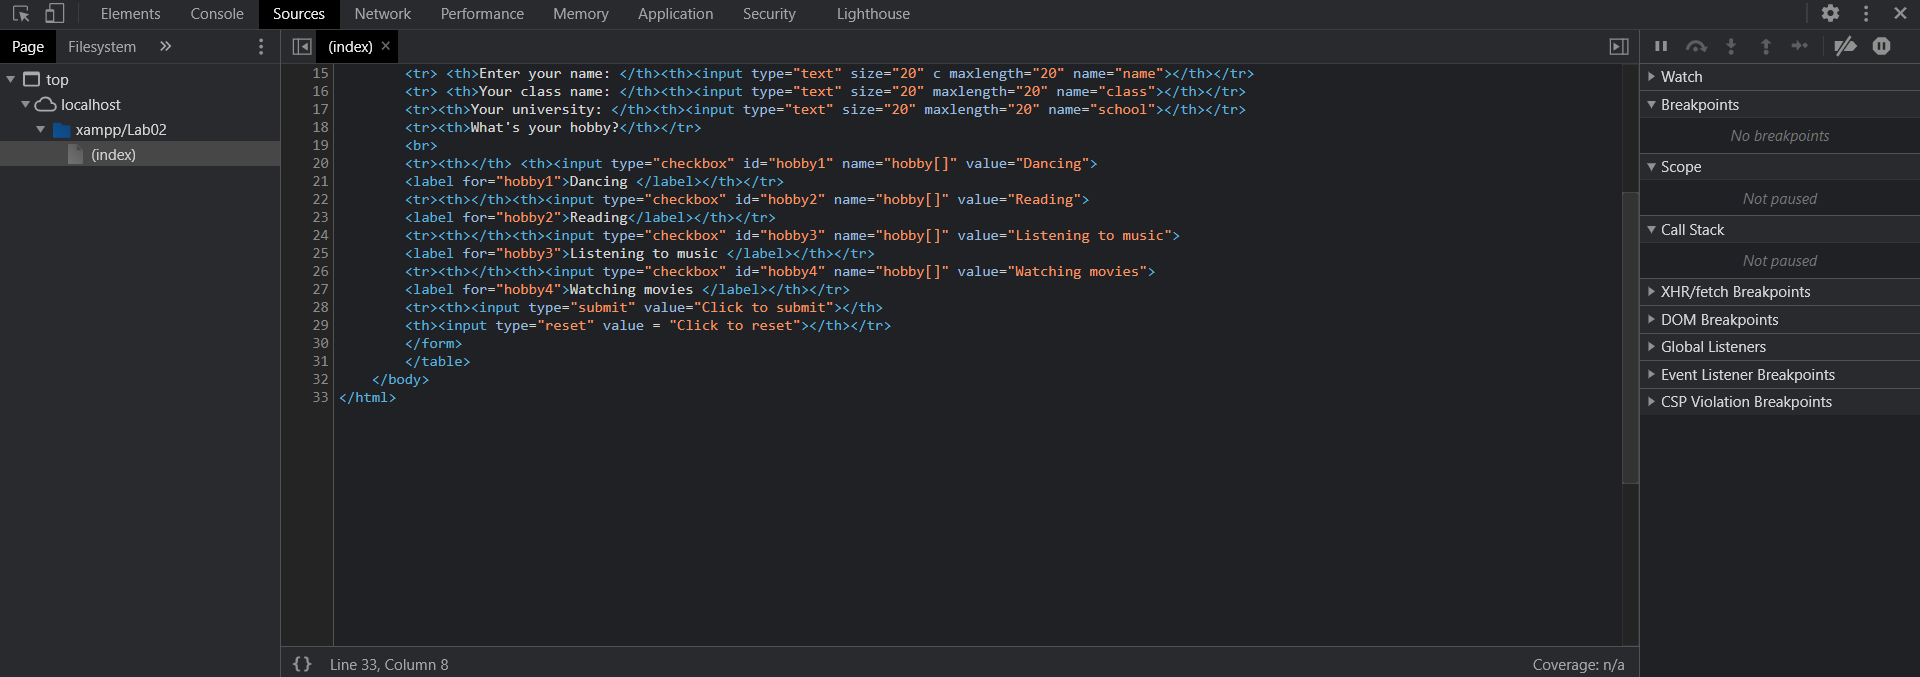 Elements Console Sources Network Performance Memory Application Security Lighthouse
Page Filesystem
top
localhost
xampp/Lab02
(index)
(index)
15 <tr> <th>Enter your name: </th><th><input type="text" size="20" c maxlength="20" name="name"></th></tr>
16 <tr> <th>Your class name: </th><th><input type="text" size="20" maxlength="20" name="class"></th></tr>
17 <tr><th>Your university: </th><th><input type="text" size="20" maxlength="20" name="school"></th></tr>
18 <tr><th>What's your hobby?</th></tr>
19 <br>
20 <tr><th></th> <th><input type="checkbox" id="hobby1" name="hobby[]" value="Dancing">
21 <label for="hobby1">Dancing </label></th></tr>
22 <tr><th></th><th><input type="checkbox" id="hobby2" name="hobby[]" value="Reading">
23 <label for="hobby2">Reading</label></th></tr>
24 <tr><th></th><th><input type="checkbox" id="hobby3" name="hobby[]" value="Listening to music">
25 <label for="hobby3">Listening to music </label></th></tr>
26 <tr><th></th><th><input type="checkbox" id="hobby4" name="hobby[]" value="Watching movies">
27 <label for="hobby4">Watching movies </label></th></tr>
28 <tr><th><input type="submit" value="Click to submit"></th>
29 <th><input type="reset" value = "Click to reset"></th></tr>
30 </form>
31 </table>
32 </body>
33 </html>
{} Line 33, Column 8
Coverage: n/a
Watch
Breakpoints
No breakpoints
Scope
Not paused
Call Stack
Not paused
XHR/fetch Breakpoints
DOM Breakpoints
Global Listeners
Event Listener Breakpoints
CSP Violation Breakpoints